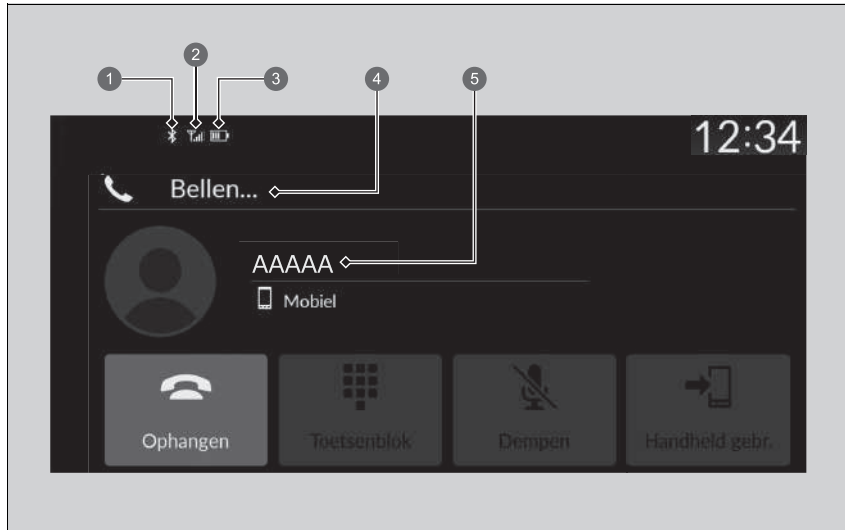 1 2 3 4 5
12:34
Bellen...
AAAAA
Mobiel
Ophangen Toetsenblok Dempen Handheld gebr.